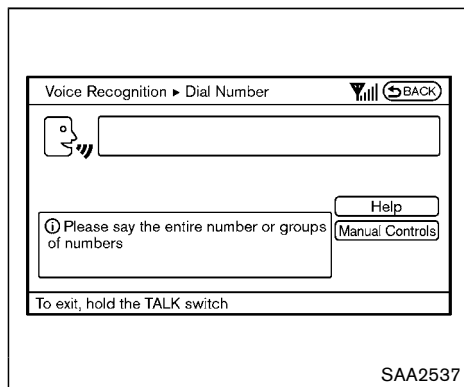 Voice Recognition ▸ Dial Number
BACK
Help
Manual Controls
Please say the entire number or groups
of numbers
To exit, hold the TALK switch
SAA2537